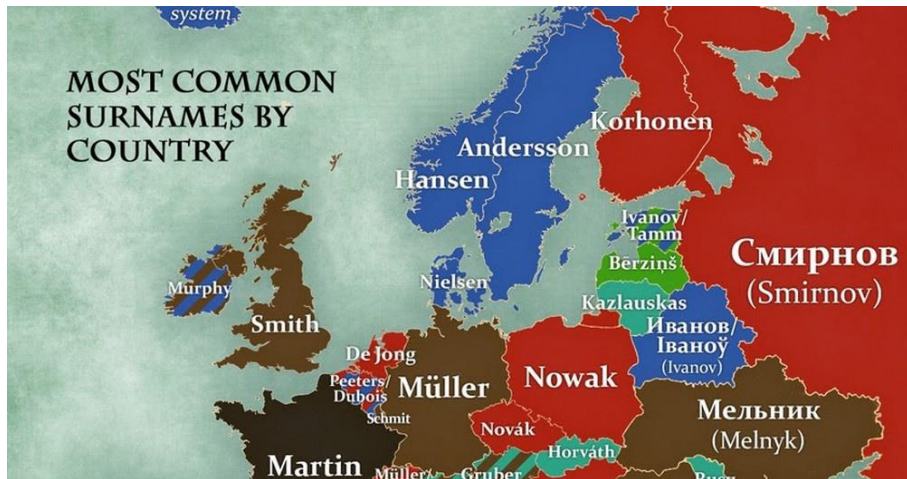 system
MOST COMMON
SURNAMES BY
COUNTRY
Korhonen
Andersson
Hansen
Ivanov/
Tamm
Bērziņš
Смирнов
(Smirnov)
Murphy
Nielsen
Kazlauskas
Smith
Иванов/
Іваноў
(Ivanov)
De Jong
Peeters/
Dubois
Schmit
Müller
Nowak
Мельник
(Melnyk)
Novák
Horváth
Martin
Müller/
Gruber